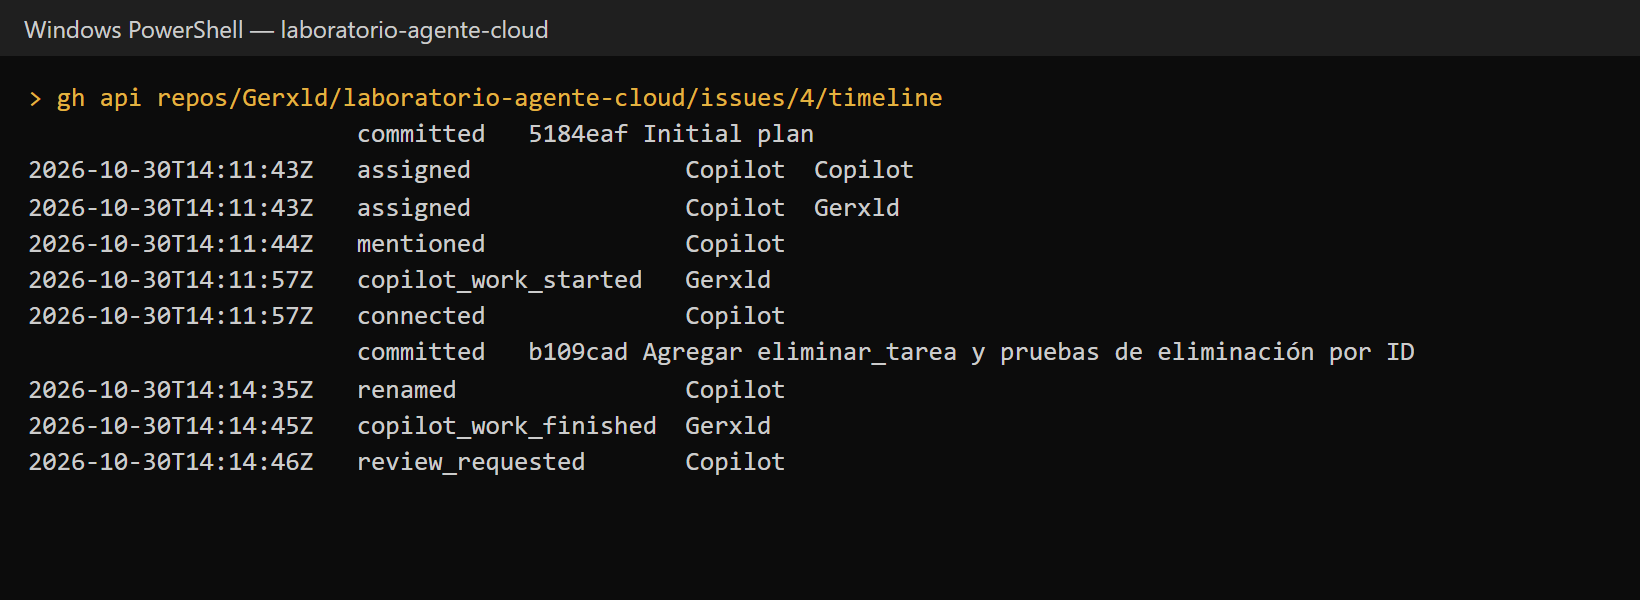 Windows PowerShell — laboratorio-agente-cloud
> gh api repos/Gerxld/laboratorio-agente-cloud/issues/4/timeline
committed 5184eaf Initial plan
2026-10-30T14:11:43Z assigned Copilot Copilot
2026-10-30T14:11:43Z assigned Copilot Gerxld
2026-10-30T14:11:44Z mentioned Copilot
2026-10-30T14:11:57Z copilot_work_started Gerxld
2026-10-30T14:11:57Z connected Copilot
committed b109cad Agregar eliminar_tarea y pruebas de eliminación por ID
2026-10-30T14:14:35Z renamed Copilot
2026-10-30T14:14:45Z copilot_work_finished Gerxld
2026-10-30T14:14:46Z review_requested Copilot